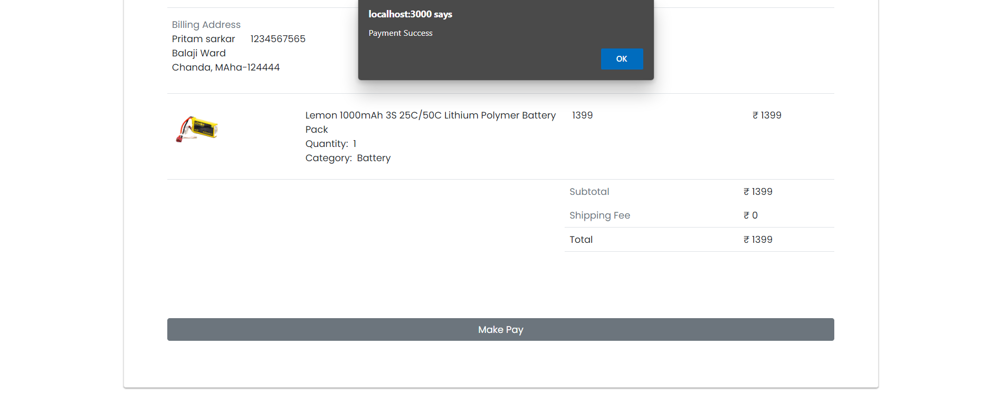 localhost:3000 says
Payment Success
OK
Billing Address
Pritam sarkar 1234567565
Balaji Ward
Chanda, MAha-124444
LEMON
Lemon 1000mAh 3S 25C/50C Lithium Polymer Battery 1399 ₹ 1399
Pack
Quantity: 1
Category: Battery
Subtotal ₹ 1399
Shipping Fee ₹ 0
Total ₹ 1399
Make Pay